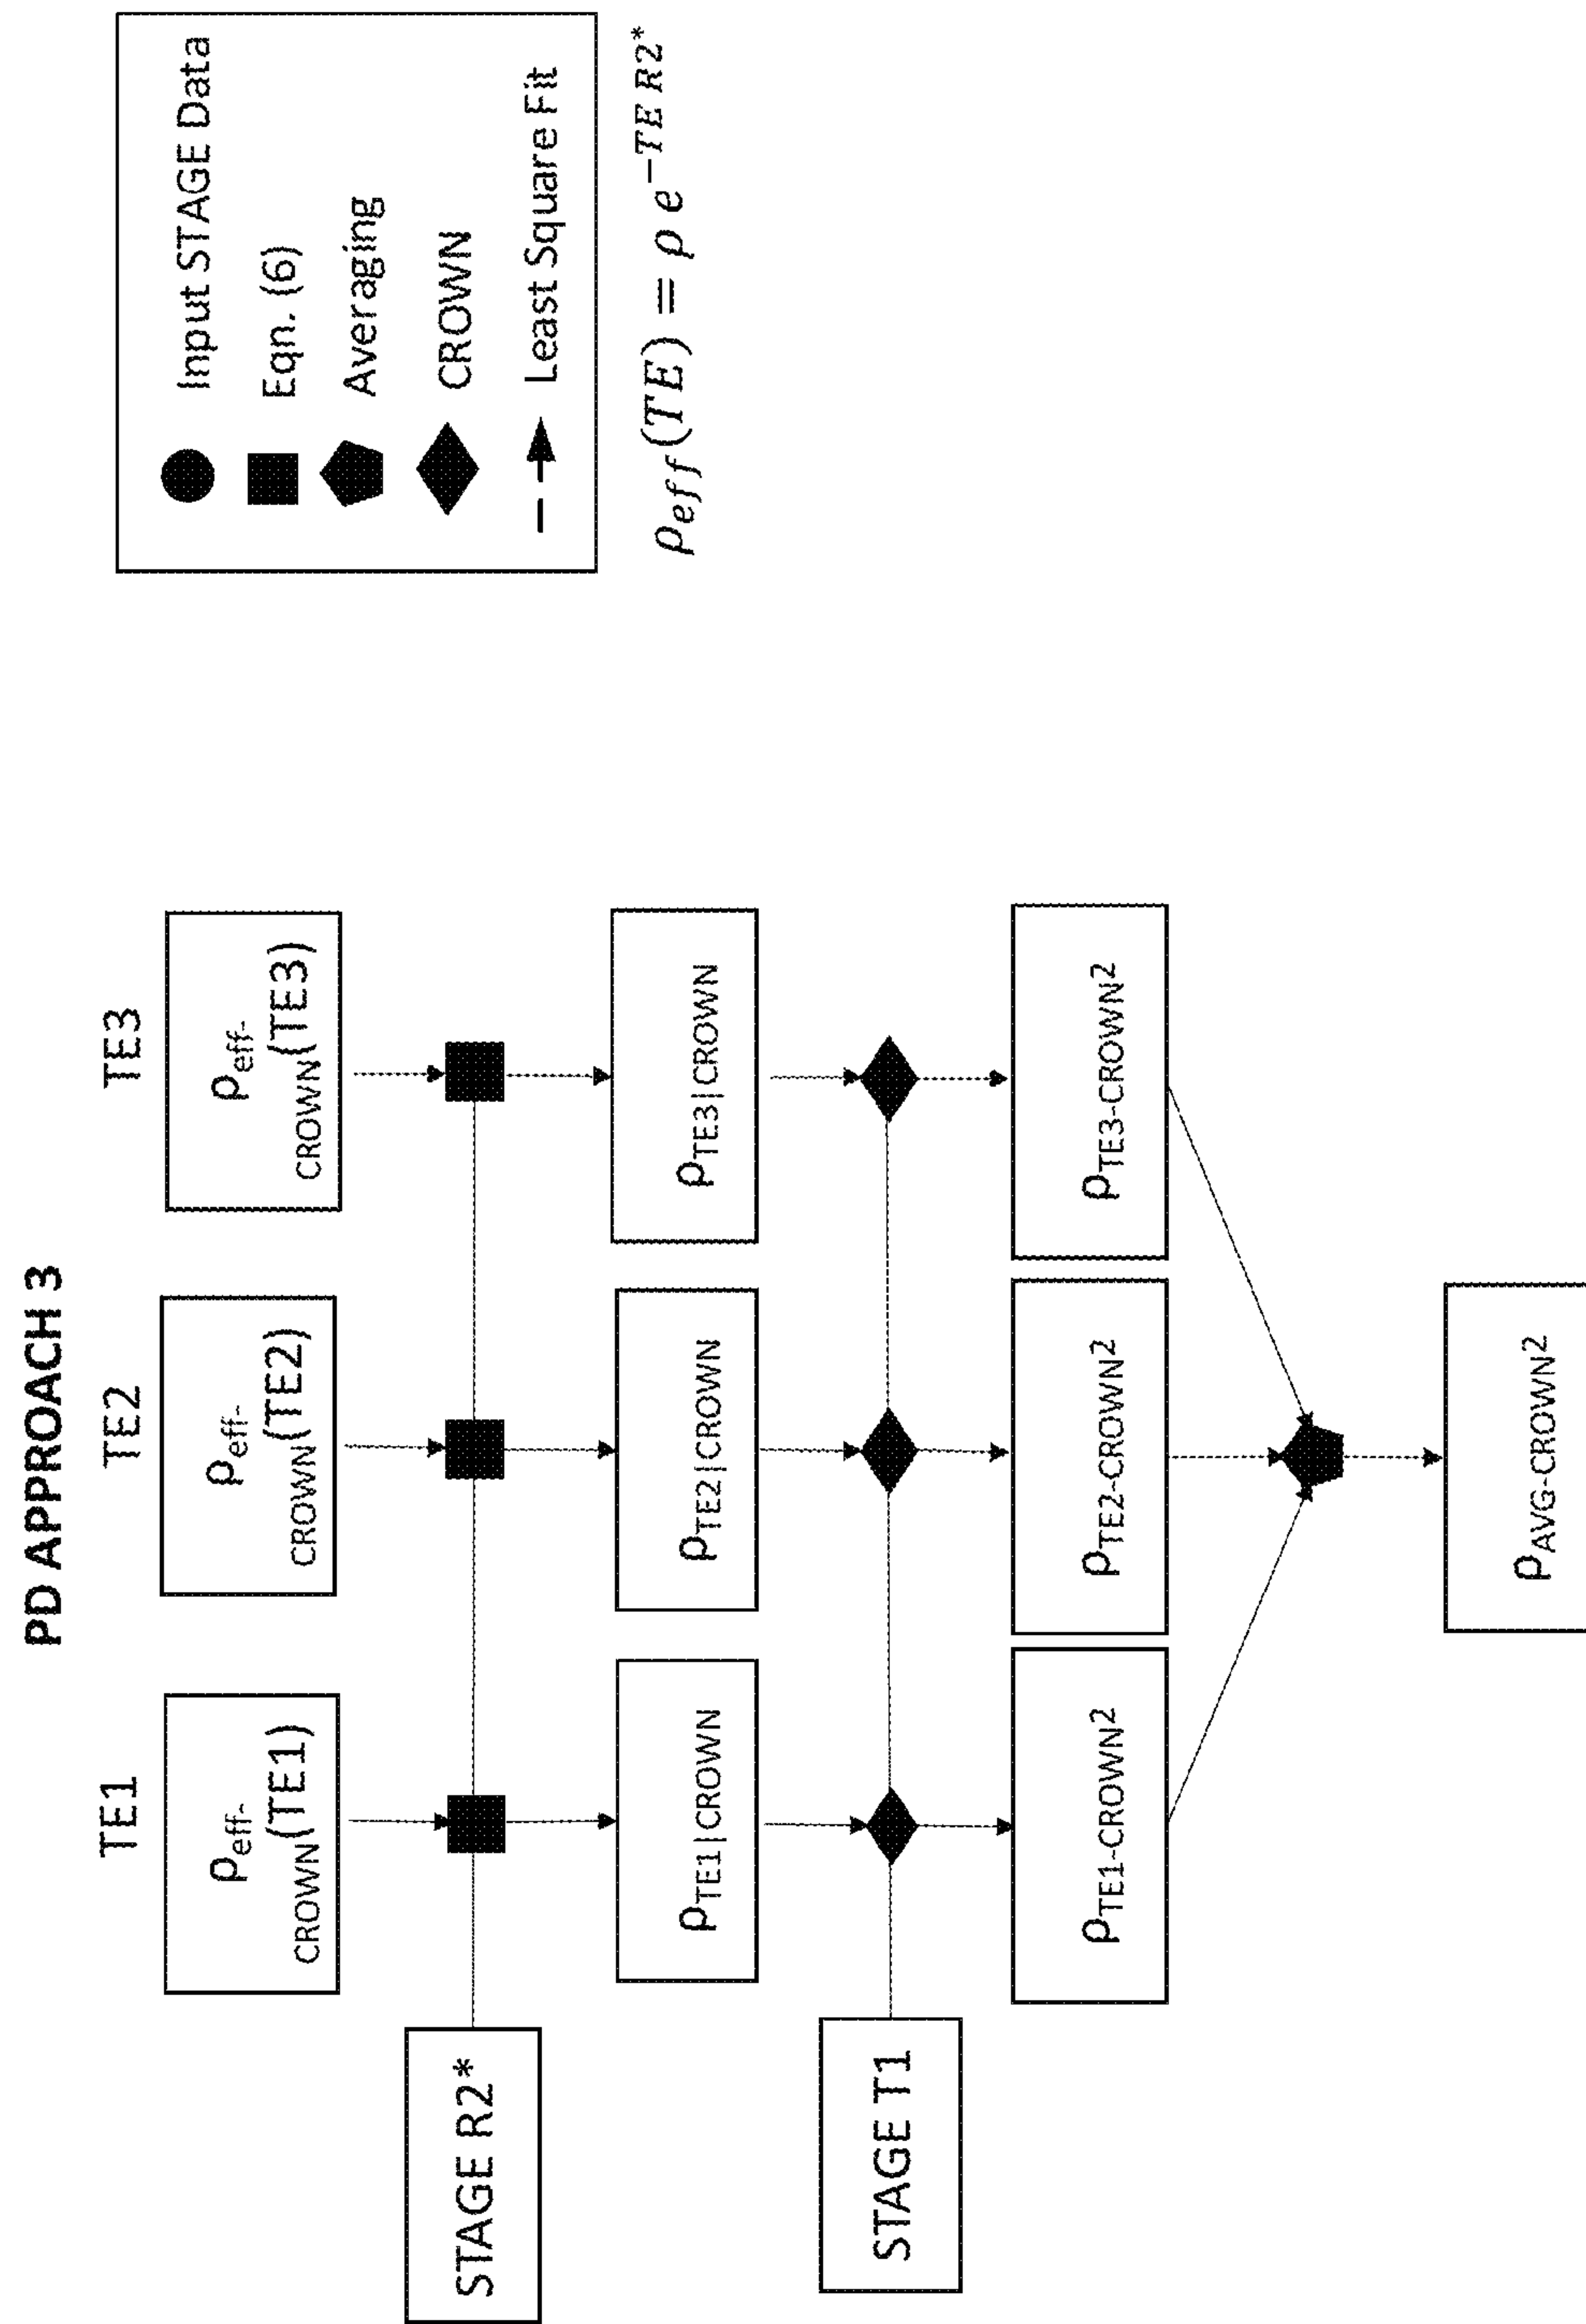 PD APPROACH 3
TE1
TE2
TE3
ρeff-
CROWN(TE1)
ρeff-
CROWN(TE2)
ρeff-
CROWN(TE3)
STAGE R2*
ρTE1|CROWN
ρTE2|CROWN
ρTE3|CROWN
STAGE T1
ρTE1-CROWN²
ρTE2-CROWN²
ρTE3-CROWN²
ρAVG-CROWN²
Input STAGE Data
Eqn. (6)
Averaging
CROWN
Least Square Fit
ρeff(TE) = ρ e^−TE R2*